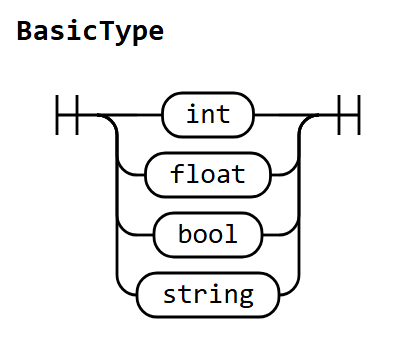 BasicType
int
float
bool
string